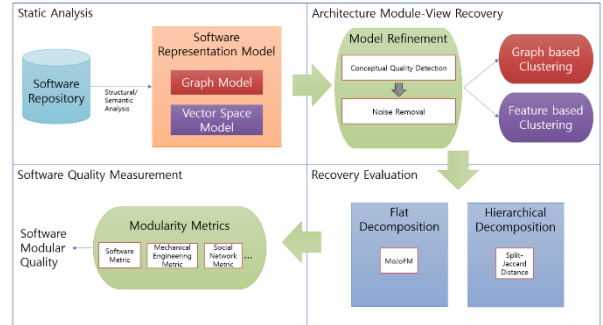 Static Analysis
Software
Repository
Structural/
Semantic
Analysis
Software
Representation Model
Graph Model
Vector Space
Model
Architecture Module-View Recovery
Model Refinement
Conceptual Quality Detection
Noise Removal
Graph based
Clustering
Feature based
Clustering
Software Quality Measurement
Software
Modular
Quality
Modularity Metrics
Software
Metric
Mechanical
Engineering
Metric
Social
Network
Metric
...
Recovery Evaluation
Flat
Decomposition
MoJoFM
Hierarchical
Decomposition
Split-
Jaccard
Distance